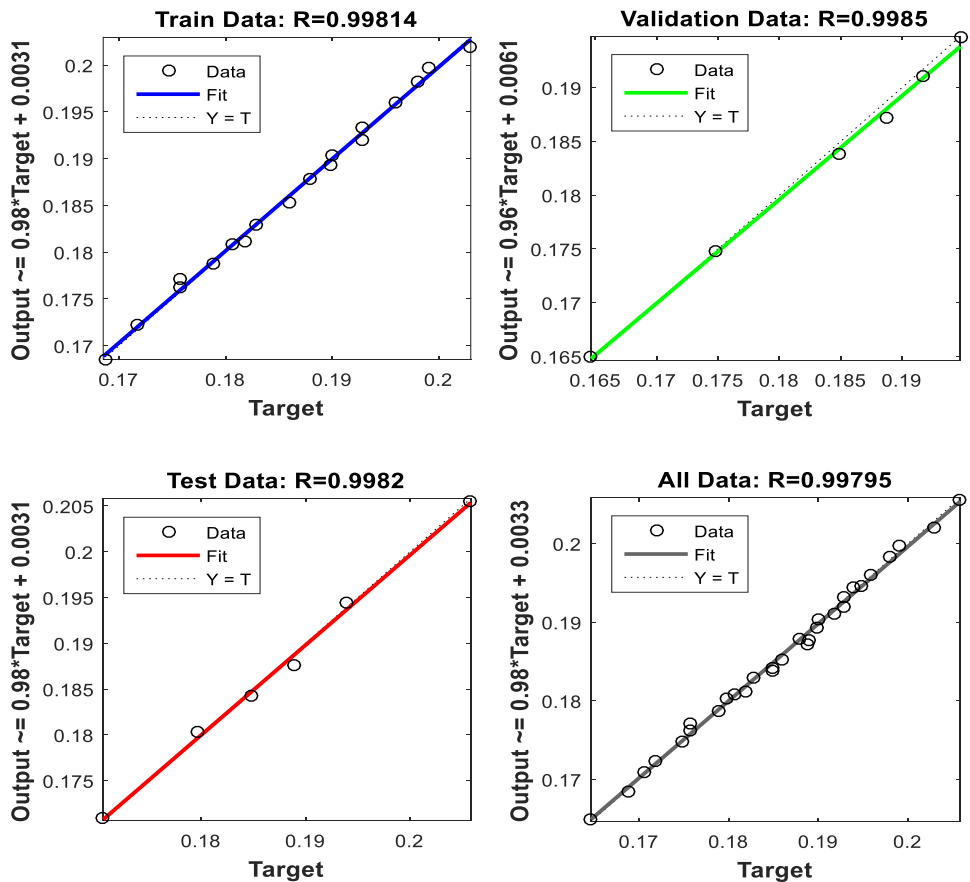 Train Data: R=0.99814
Output ~= 0.98*Target + 0.0031
0.2
0.195
0.19
0.185
0.18
0.175
0.17
Data
Fit
Y = T
0.17
0.18
0.19
0.2
Target
Validation Data: R=0.9985
Output ~= 0.96*Target + 0.0061
0.19
0.185
0.18
0.175
0.17
0.165
Data
Fit
Y = T
0.165
0.17
0.175
0.18
0.185
0.19
Target
Test Data: R=0.9982
Output ~= 0.98*Target + 0.0031
0.205
0.2
0.195
0.19
0.185
0.18
0.175
Data
Fit
Y = T
0.18
0.19
0.2
Target
All Data: R=0.99795
Output ~= 0.98*Target + 0.0033
0.2
0.19
0.18
0.17
Data
Fit
Y = T
0.17
0.18
0.19
0.2
Target